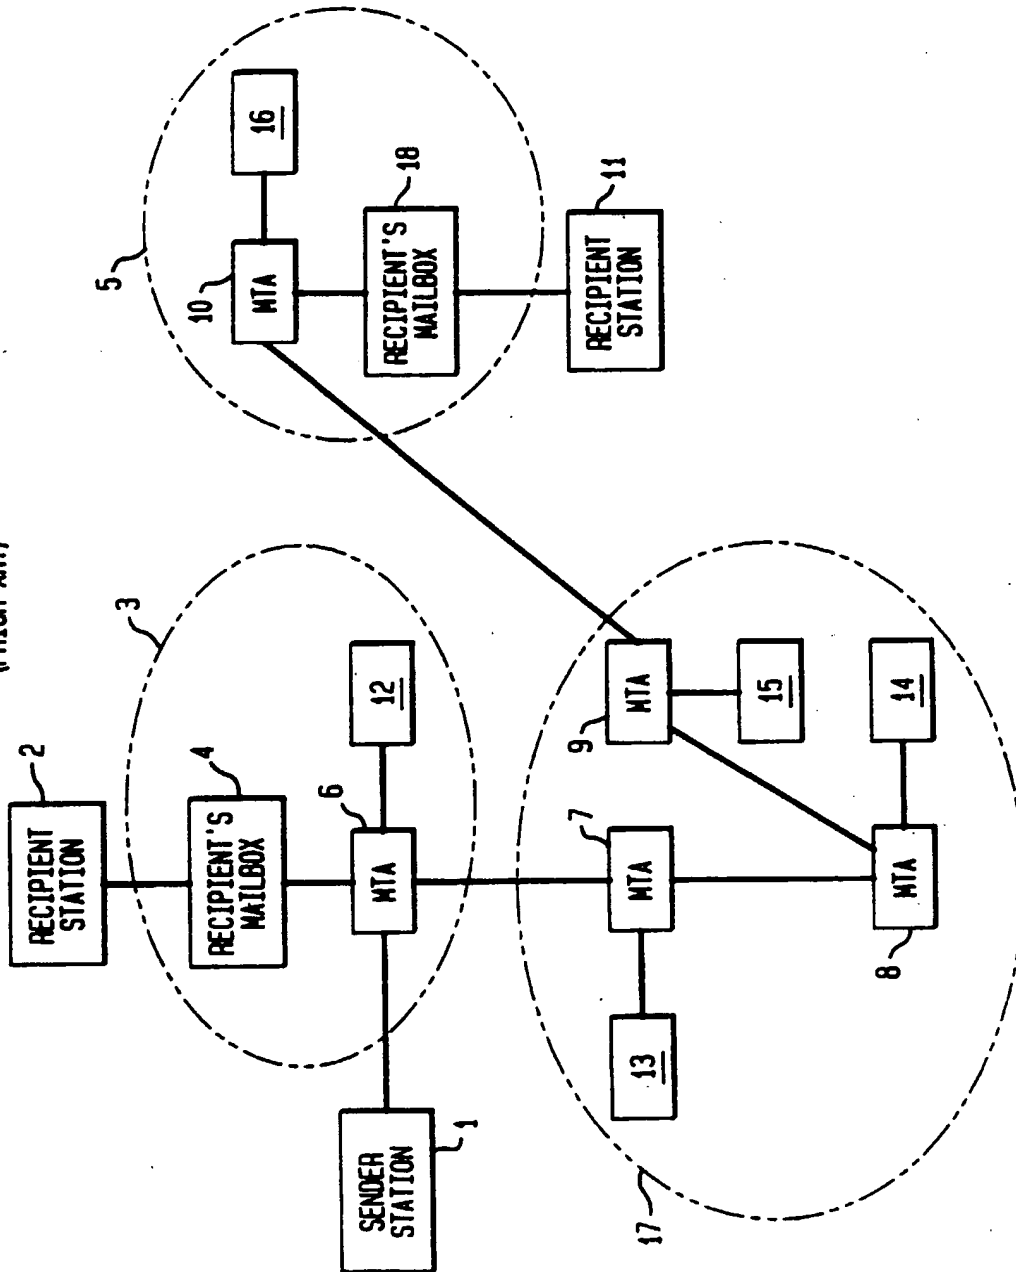 (PRIOR ART)
RECIPIENT
STATION
2
RECIPIENT'S
MAILBOX
4
3
MTA
6
12
SENDER
STATION
1
5
MTA
10
16
RECIPIENT'S
MAILBOX
18
RECIPIENT
STATION
11
17
13
MTA
7
MTA
9
15
MTA
8
14